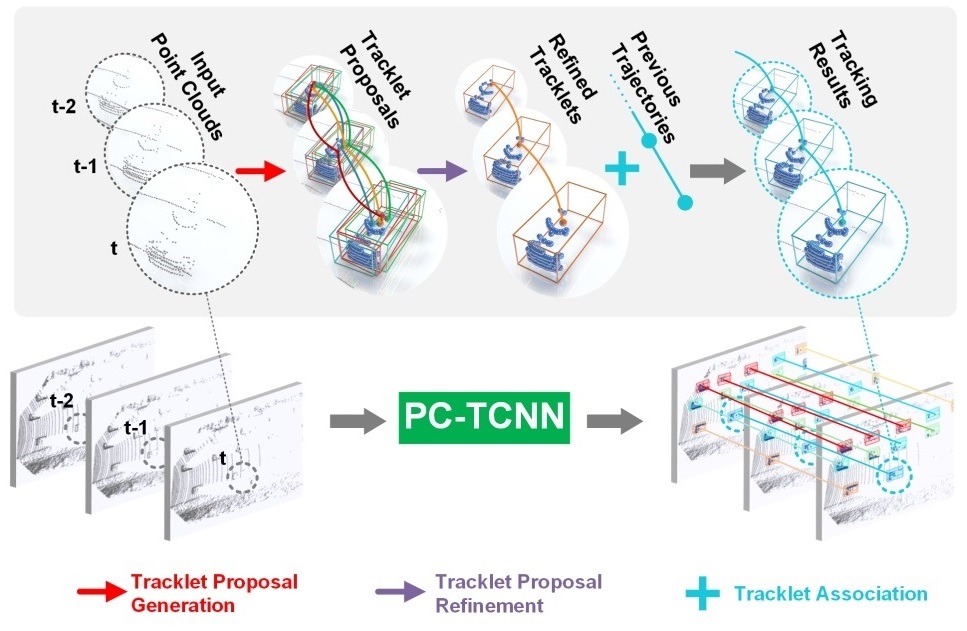 Input
Point Clouds
Tracklet
Proposals
Refined
Tracklets
Previous
Trajectories
Tracking
Results
t-2
t-1
t
t-2
t-1
t
PC-TCNN
Tracklet Proposal
Generation
Tracklet Proposal
Refinement
Tracklet Association